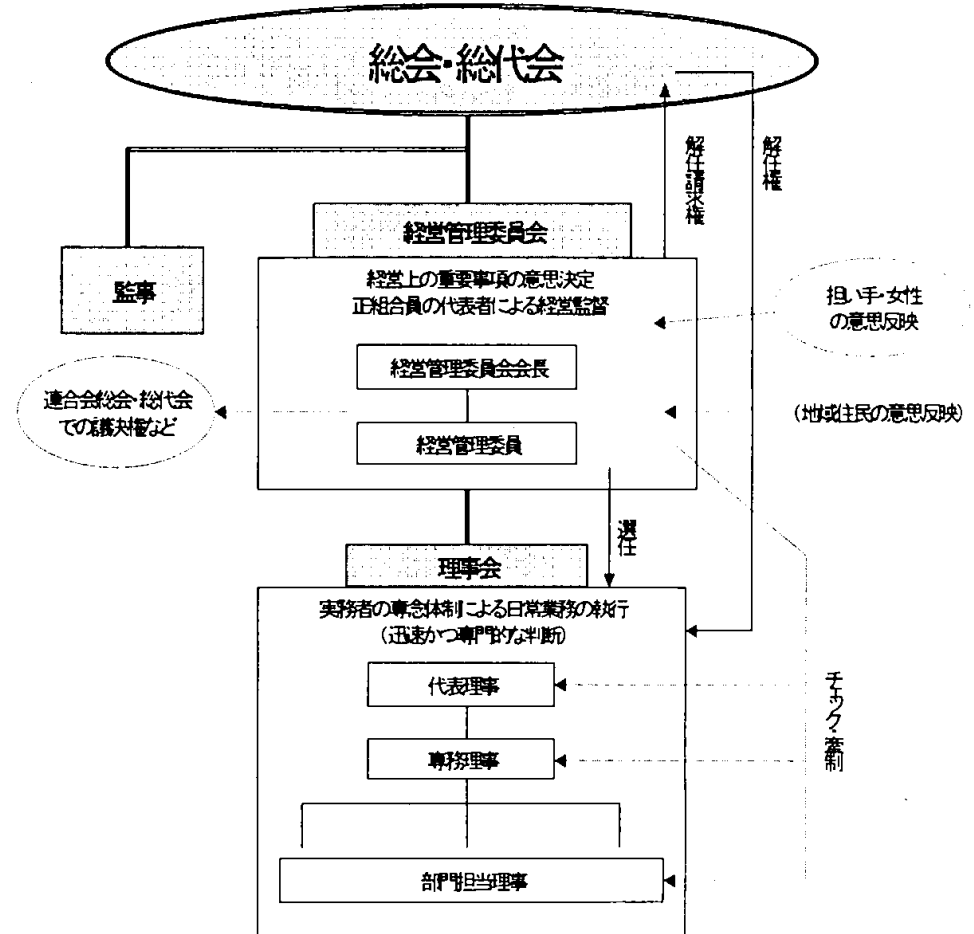 総会・総代会
解任請求権
解任権
経営管理委員会
監事
経営上の重要事項の意思決定
正組合員の代表者による経営監督
担い手・女性
の意思反映
経営管理委員会会長
連合会総会・総代会
での議決権など
(地域住民の意思反映)
経営管理委員
選任
理事会
実務者の専念体制による日常業務の執行
(迅速かつ専門的な判断)
代表理事
チェック・牽制
専務理事
部門担当理事